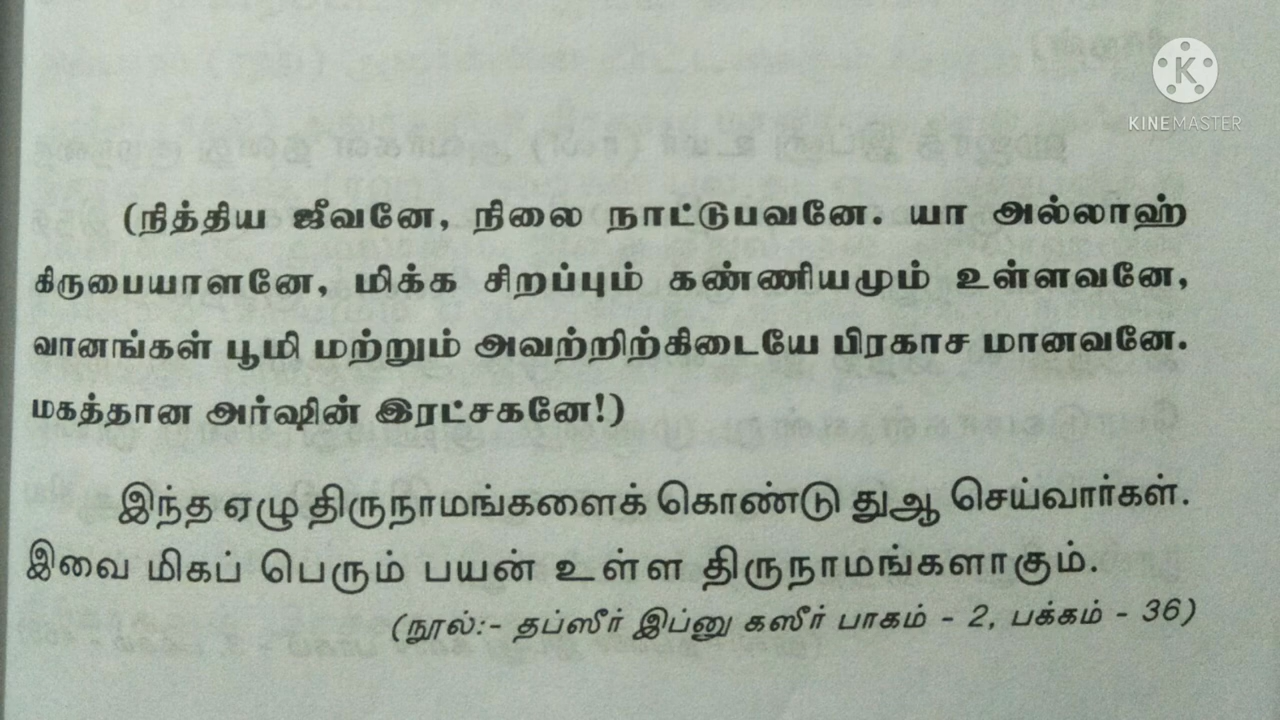 KINEMASTER
(நித்திய ஜீவனே, நிலை நாட்டுபவனே. யா அல்லாஹ்
கிருபையாளனே, மிக்க சிறப்பும் கண்ணியமும் உள்ளவனே,
வானங்கள் பூமி மற்றும் அவற்றிற்கிடையே பிரகாச மானவனே.
மகத்தான அர்ஷின் இரட்சகனே!)
இந்த ஏழு திருநாமங்களைக் கொண்டு துஆ செய்வார்கள்.
இவை மிகப் பெரும் பயன் உள்ள திருநாமங்களாகும்.
(நூல்:- தப்ஸீர் இப்னு கஸீர் பாகம் - 2, பக்கம் - 36)